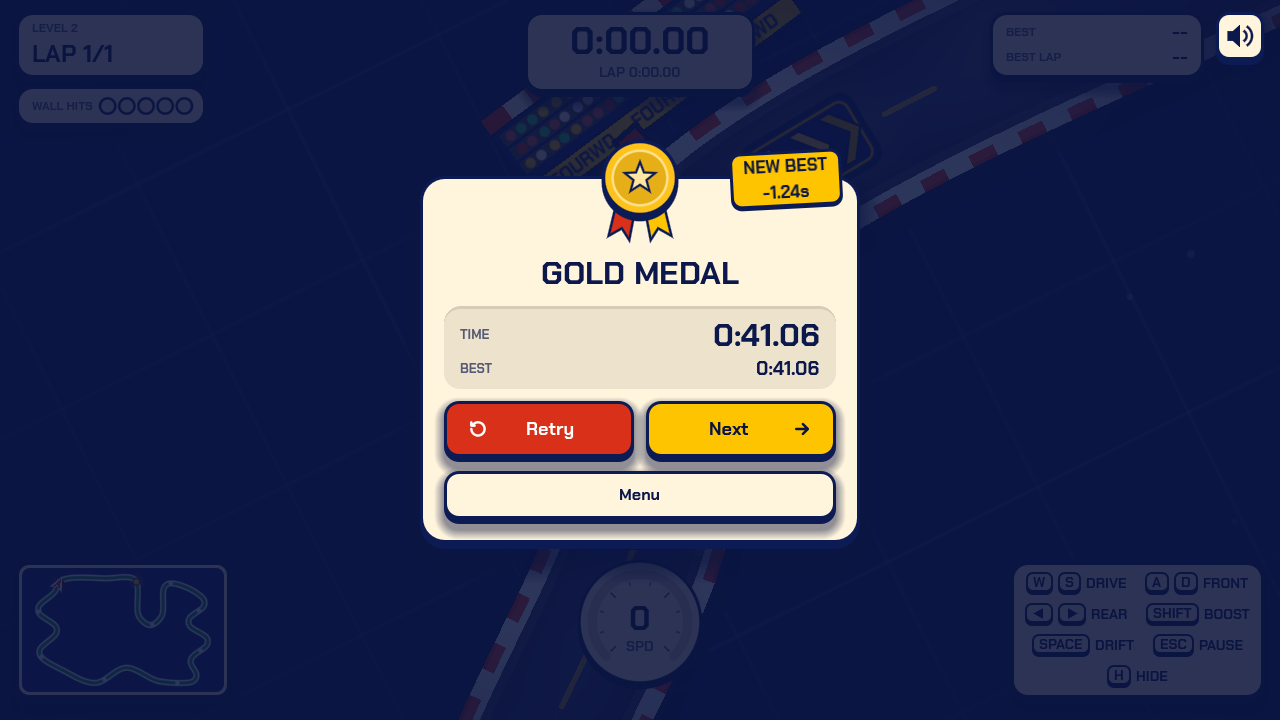 LEVEL 2
LAP 1/1
WALL HITS
0:00.00
LAP 0:00.00
BEST --
BEST LAP --
NEW BEST
-1.24s
GOLD MEDAL
TIME 0:41.06
BEST 0:41.06
Retry
Next
Menu
0
SPD
W S DRIVE A D FRONT
REAR SHIFT BOOST
SPACE DRIFT ESC PAUSE
H HIDE